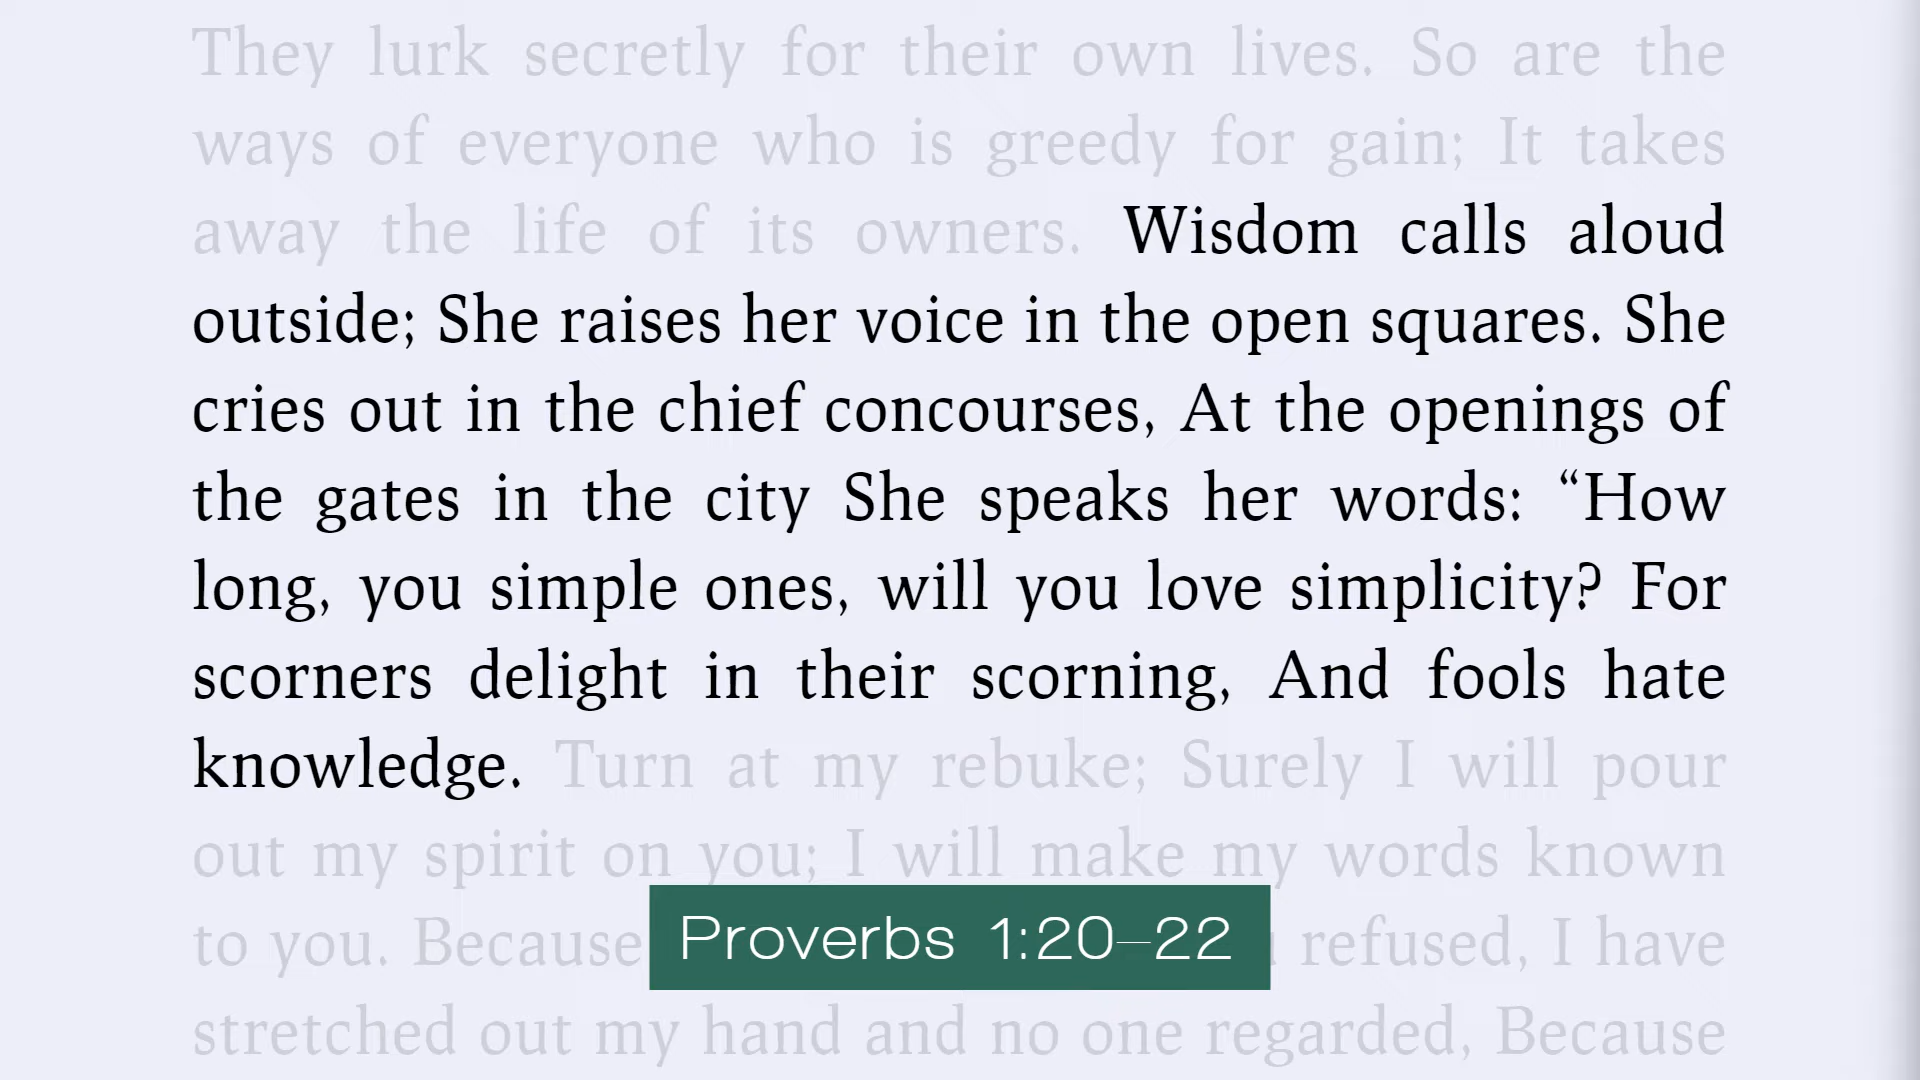 They lurk secretly for their own lives. So are the
ways of everyone who is greedy for gain; It takes
away the life of its owners. Wisdom calls aloud
outside; She raises her voice in the open squares. She
cries out in the chief concourses, At the openings of
the gates in the city She speaks her words: “How
long, you simple ones, will you love simplicity? For
scorners delight in their scorning, And fools hate
knowledge. Turn at my rebuke; Surely I will pour
out my spirit on you; I will make my words known
to you. Because refused, I have
Proverbs 1:20–22
stretched out my hand and no one regarded, Because